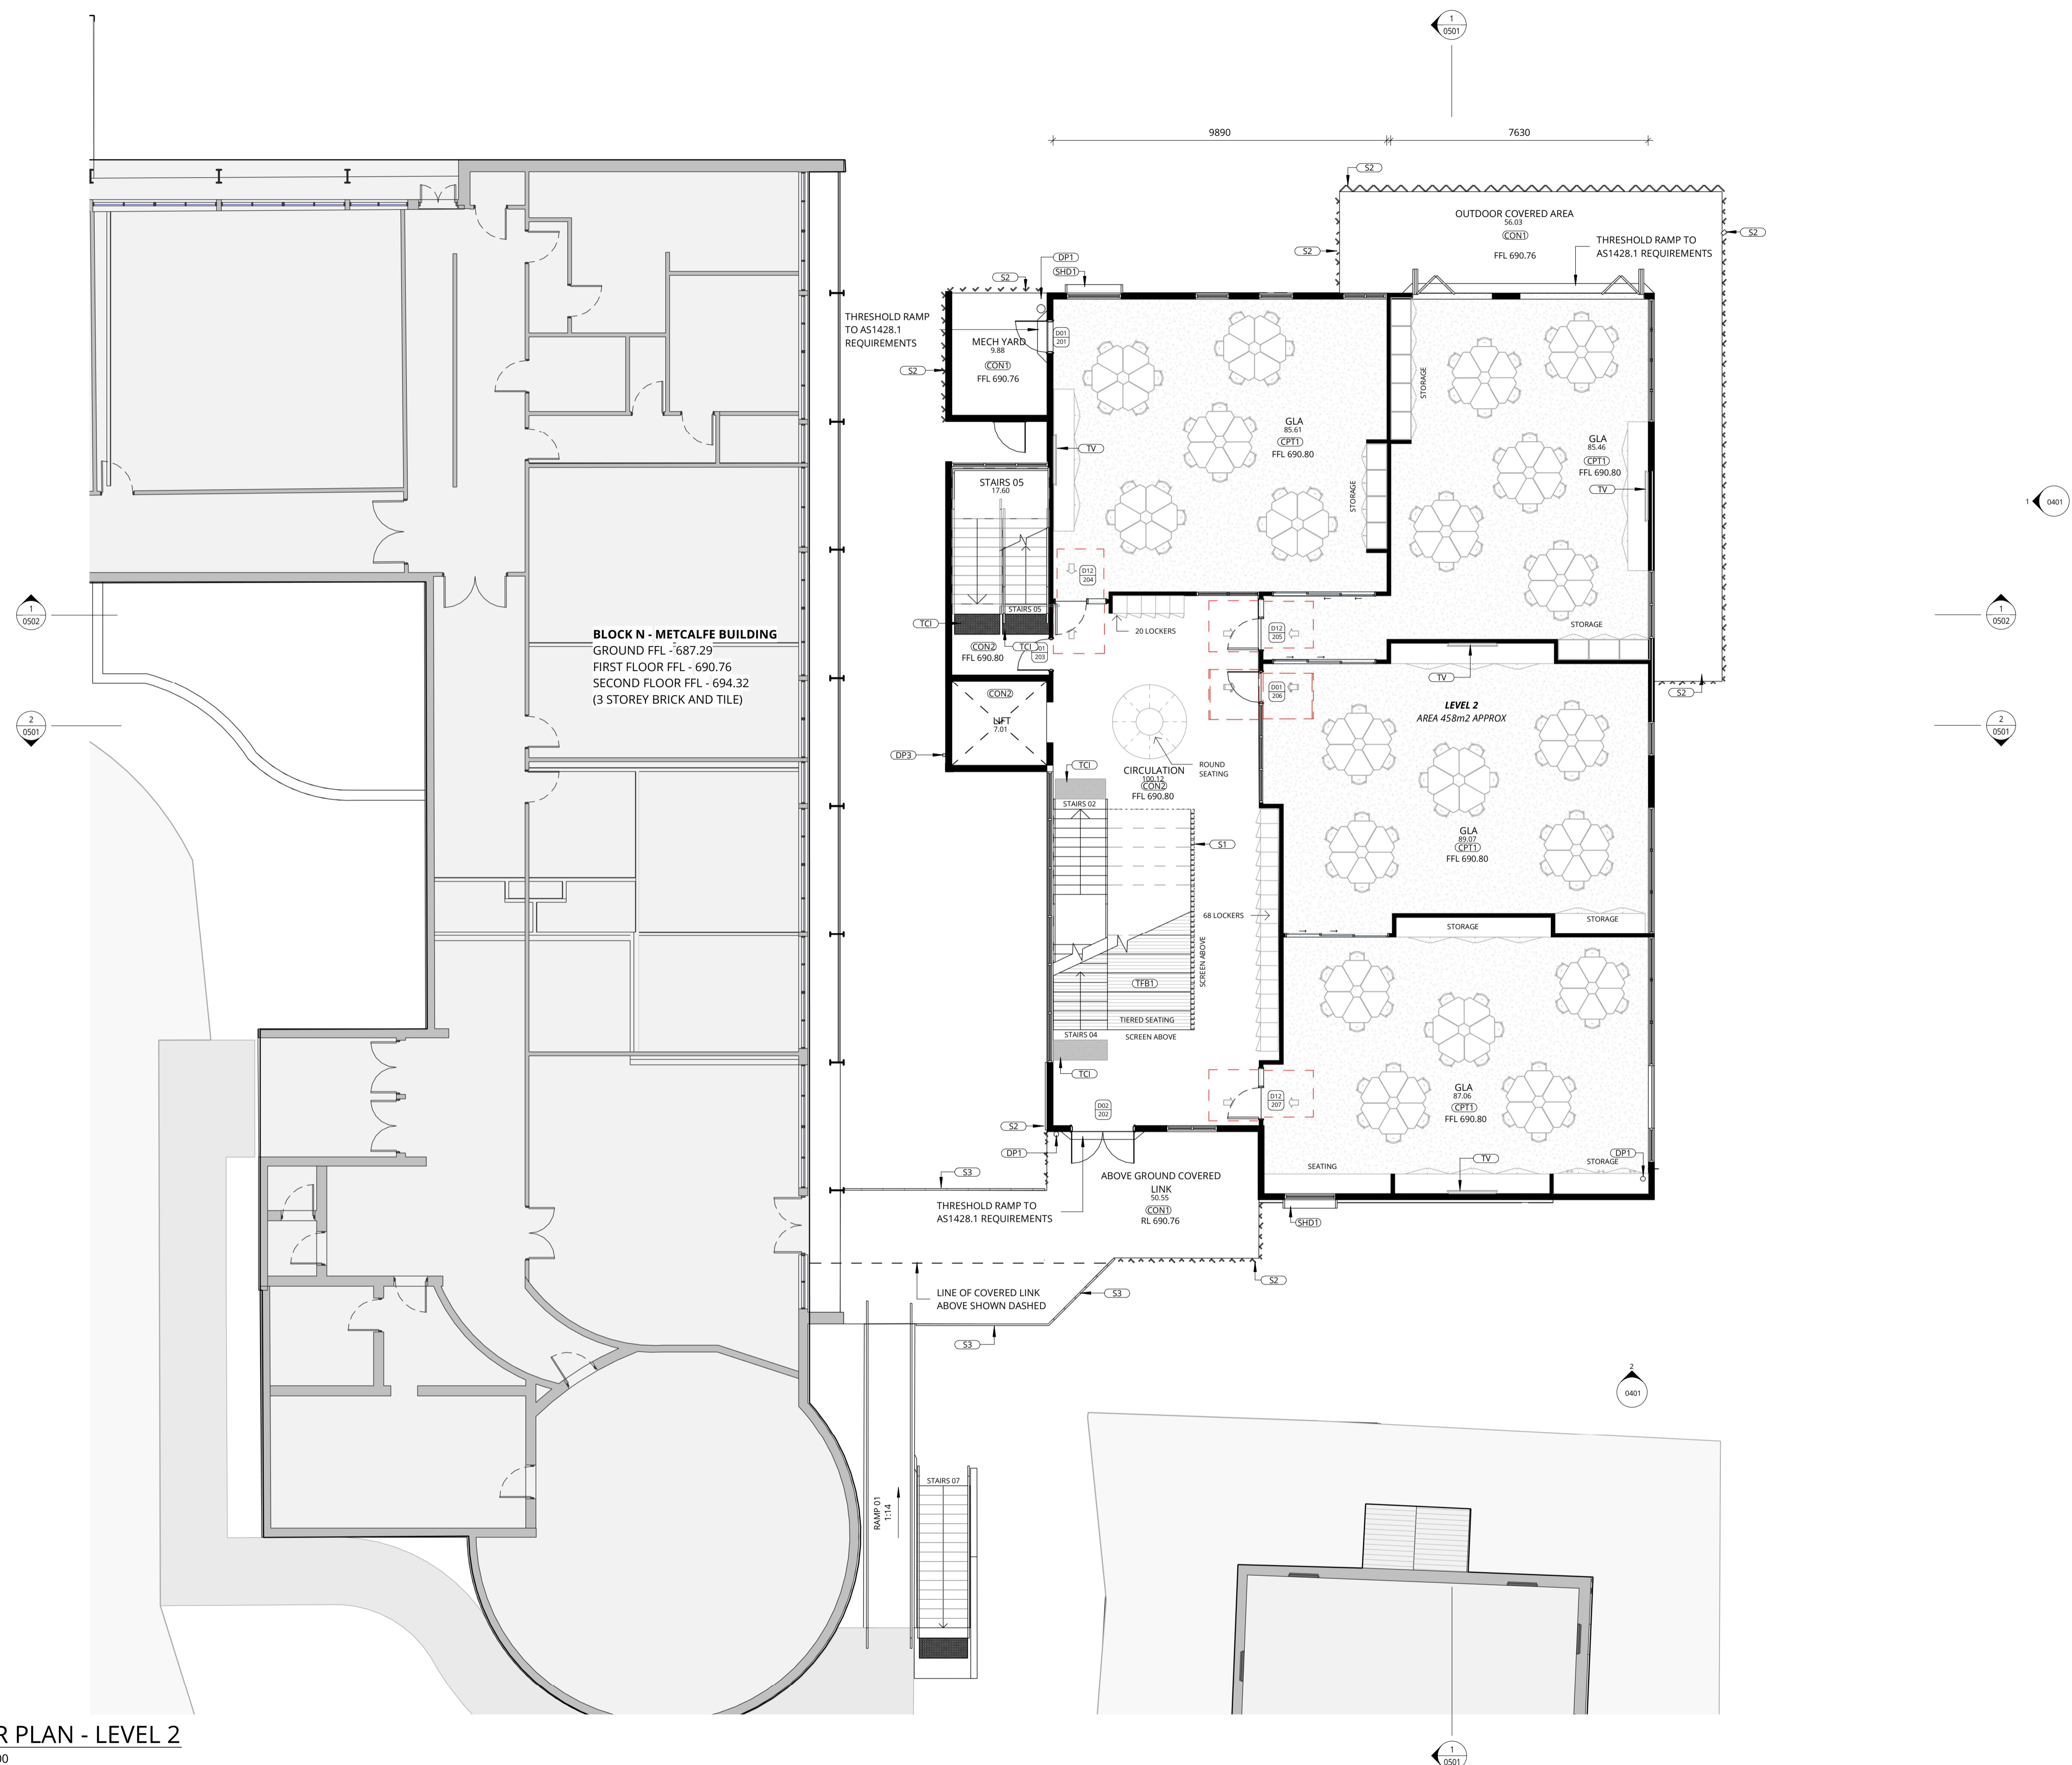 1
0501
9890
7630
S2
OUTDOOR COVERED AREA
56.03
CON1
FFL 690.76
S2
S2
THRESHOLD RAMP TO
AS1428.1 REQUIREMENTS
DP1
SHD1
S2
THRESHOLD RAMP
TO AS1428.1
REQUIREMENTS
MECH YARD
9.88
CON1
FFL 690.76
D01
201
S2
STORAGE
GLA
85.61
CPT1
FFL 690.80
GLA
85.46
CPT1
FFL 690.80
TV
TV
STORAGE
1
0401
STAIRS 05
17.60
D12
204
STAIRS 05
TCI
20 LOCKERS
D12
205
STORAGE
1
0502
1
0502
BLOCK N - METCALFE BUILDING
GROUND FFL - 687.29
FIRST FLOOR FFL - 690.76
SECOND FLOOR FFL - 694.32
(3 STOREY BRICK AND TILE)
CON2
FFL 690.80
TCI
01
203
TV
S2
CON2
LIFT
7.01
D01
206
LEVEL 2
AREA 458m2 APPROX
2
0501
2
0501
DP3
TCI
CIRCULATION
100.12
CON2
FFL 690.80
ROUND
SEATING
STAIRS 02
S1
GLA
89.07
CPT1
FFL 690.80
68 LOCKERS
STORAGE
STORAGE
SCREEN ABOVE
TFB1
TIERED SEATING
STAIRS 04
SCREEN ABOVE
TCI
GLA
87.06
CPT1
FFL 690.80
D02
202
D12
207
S2
DP1
SEATING
TV
STORAGE
DP1
S3
ABOVE GROUND COVERED
LINK
50.55
CON1
RL 690.76
THRESHOLD RAMP TO
AS1428.1 REQUIREMENTS
SHD1
S2
LINE OF COVERED LINK
ABOVE SHOWN DASHED
S3
S3
2
0401
STAIRS 07
RAMP 01
1:14
R PLAN - LEVEL 2
00
1
0501